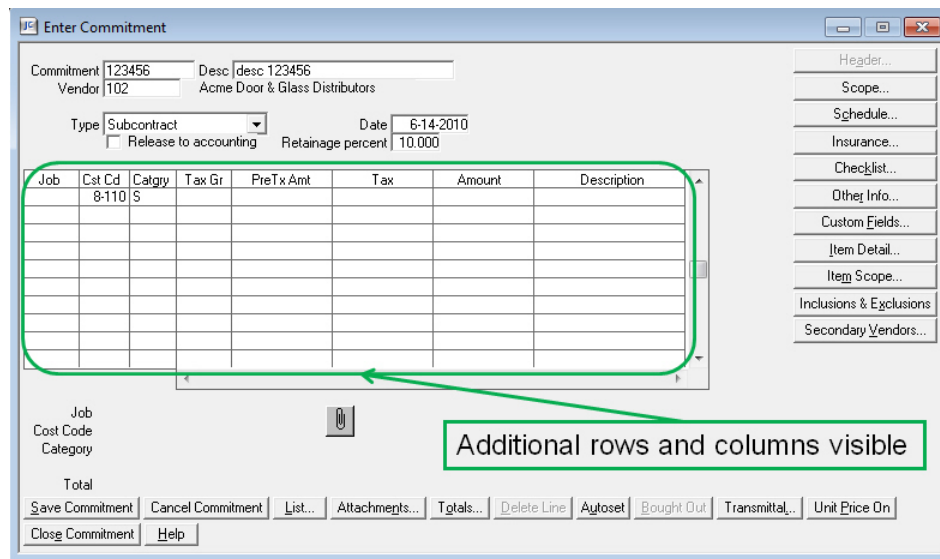 JC Enter Commitment
Commitment 123456 Desc desc 123456
Vendor 102 Acme Door & Glass Distributors
Type Subcontract Date 6-14-2010
Release to accounting Retainage percent 10.000
Job Cst Cd Catgry Tax Gr PreTx Amt Tax Amount Description
8-110 S
Header...
Scope...
Schedule...
Insurance...
Checklist...
Other Info...
Custom Fields...
Item Detail...
Item Scope...
Inclusions & Exclusions
Secondary Vendors...
Job
Cost Code
Category
Additional rows and columns visible
Total
Save Commitment Cancel Commitment List... Attachments... Totals... Delete Line Autoset Bought Out Transmittal... Unit Price On
Close Commitment Help